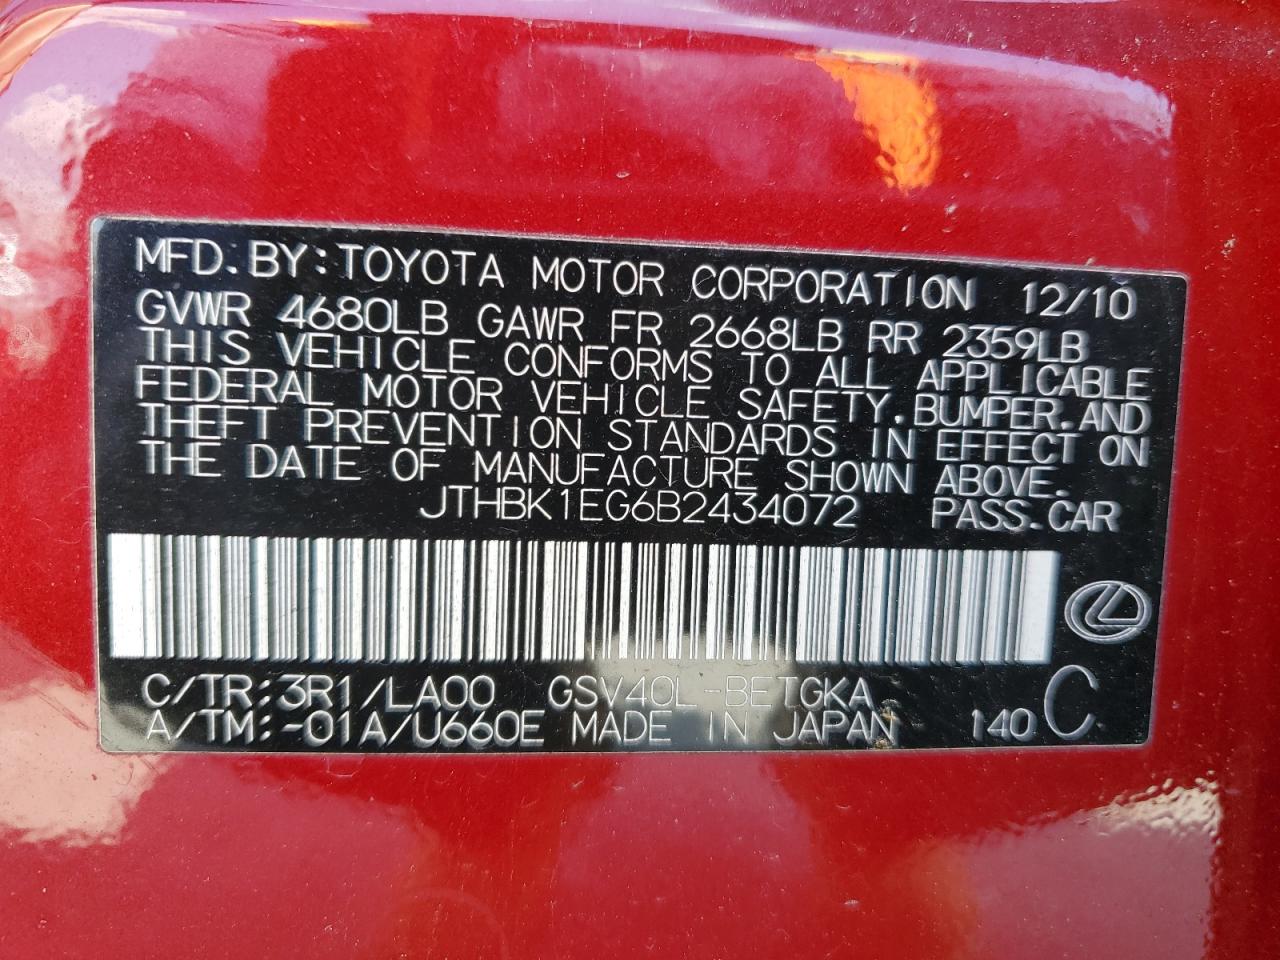 MFD. BY: TOYOTA MOTOR CORPORATION 12/10
GVWR 4680LB GAWR FR 2668LB RR 2359LB
THIS VEHICLE CONFORMS TO ALL APPLICABLE
FEDERAL MOTOR VEHICLE SAFETY. BUMPER. AND
THEFT PREVENTION STANDARDS IN EFFECT ON
THE DATE OF MANUFACTURE SHOWN ABOVE.
JTHBK1EG6B2434072 PASS. CAR
C/TR: 3R1/LA00 GSV40L-BETGKA
A/TM: -01A/U660E MADE IN JAPAN 140 C